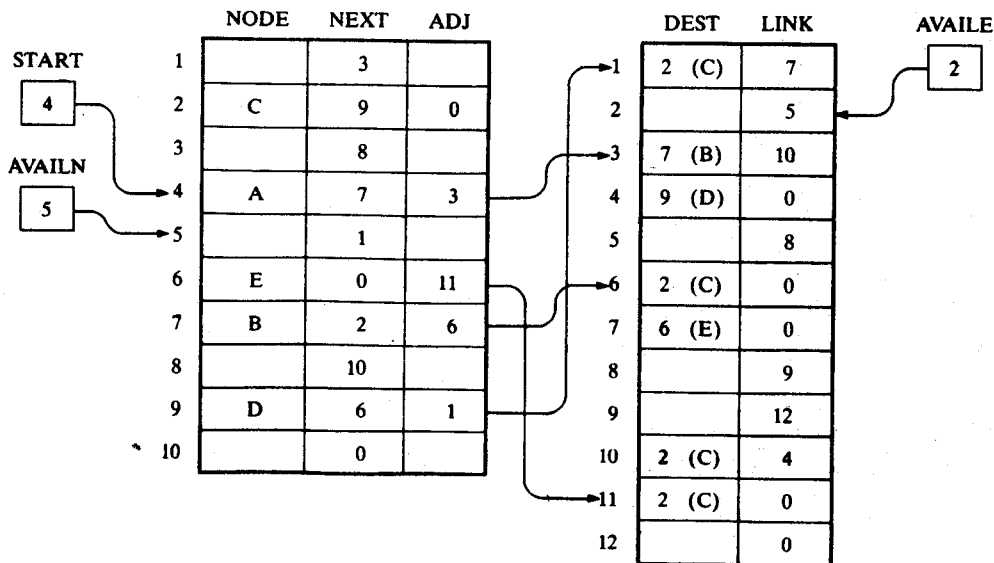 NODE NEXT ADJ DEST LINK AVAILE
START
4
AVAILN
5
1 3
2 C 9 0
3 8
4 A 7 3
5 1
6 E 0 11
7 B 2 6
8 10
9 D 6 1
10 0
1 2 (C) 7
2 5
3 7 (B) 10
4 9 (D) 0
5 8
6 2 (C) 0
7 6 (E) 0
8 9
9 12
10 2 (C) 4
11 2 (C) 0
12 0
2